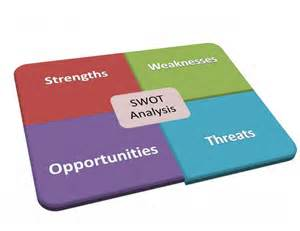 Strengths
Weaknesses
SWOT
Analysis
Opportunities
Threats